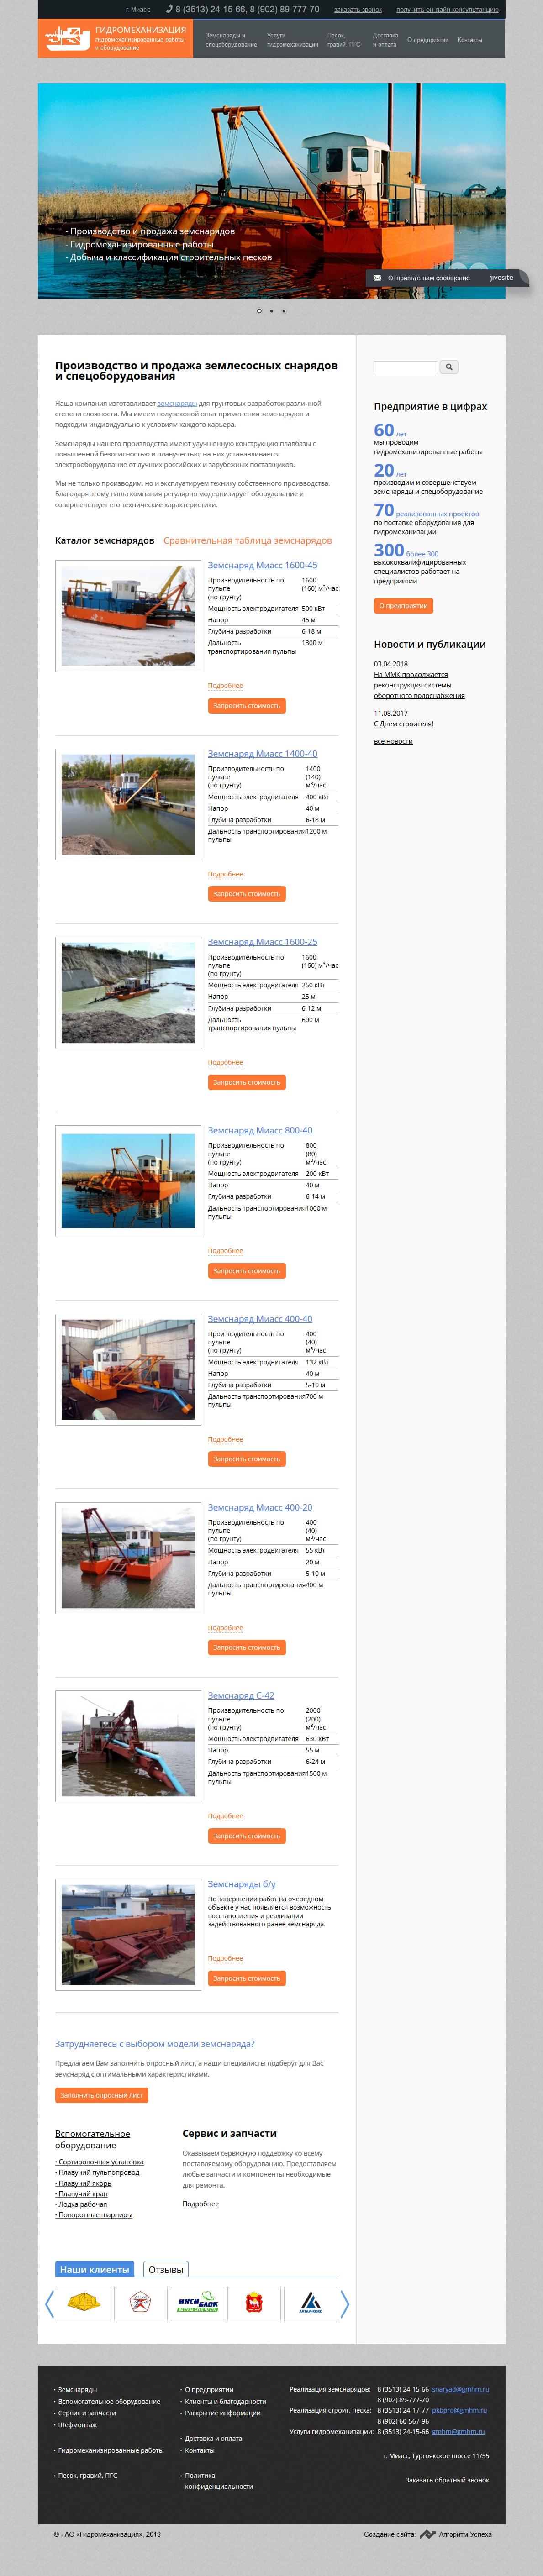 г. Миасс
8 (3513) 24-15-66, 8 (902) 89-777-70
заказать звонок
получить он-лайн консультанцию
ГИДРОМЕХАНИЗАЦИЯ
гидромеханизированные работы
и оборудование
Земснаряды и
спецоборудование
Услуги
гидромеханизации
Песок,
гравий, ПГС
Доставка
и оплата
О предприятии
Контакты
- Производство и продажа земснарядов
- Гидромеханизированные работы
- Добыча и классификация строительных песков
Отправьте нам сообщение
jivosite
Производство и продажа землесосных снарядов
и спецоборудования
Наша компания изготавливает земснаряды для грунтовых разработок различной
степени сложности. Мы имеем полувековой опыт применения земснарядов и
подходим индивидуально к условиям каждого карьера.
Земснаряды нашего производства имеют улучшенную конструкцию плавбазы с
повышенной безопасностью и плавучестью; на них устанавливается
электрооборудование от лучших российских и зарубежных поставщиков.
Мы не только производим, но и эксплуатируем технику собственного производства.
Благодаря этому наша компания регулярно модернизирует оборудование и
совершенствует его технические характеристики.
Каталог земснарядов
Сравнительная таблица земснарядов
Земснаряд Миасс 1600-45
Производительность по 1600
пульпе (160) м³/час
(по грунту)
Мощность электродвигателя 500 кВт
Напор 45 м
Глубина разработки 6-18 м
Дальность 1300 м
транспортирования пульпы
Подробнее
Запросить стоимость
Земснаряд Миасс 1400-40
Производительность по 1400
пульпе (140)
(по грунту) м³/час
Мощность электродвигателя 400 кВт
Напор 40 м
Глубина разработки 6-18 м
Дальность транспортирования 1200 м
пульпы
Подробнее
Запросить стоимость
Земснаряд Миасс 1600-25
Производительность по 1600
пульпе (160) м³/час
(по грунту)
Мощность электродвигателя 250 кВт
Напор 25 м
Глубина разработки 6-12 м
Дальность 600 м
транспортирования пульпы
Подробнее
Запросить стоимость
Земснаряд Миасс 800-40
Производительность по 800
пульпе (80)
(по грунту) м³/час
Мощность электродвигателя 200 кВт
Напор 40 м
Глубина разработки 6-14 м
Дальность транспортирования 1000 м
пульпы
Подробнее
Запросить стоимость
Земснаряд Миасс 400-40
Производительность по 400
пульпе (40)
(по грунту) м³/час
Мощность электродвигателя 132 кВт
Напор 40 м
Глубина разработки 5-10 м
Дальность транспортирования 700 м
пульпы
Подробнее
Запросить стоимость
Земснаряд Миасс 400-20
Производительность по 400
пульпе (40)
(по грунту) м³/час
Мощность электродвигателя 55 кВт
Напор 20 м
Глубина разработки 5-10 м
Дальность транспортирования 400 м
пульпы
Подробнее
Запросить стоимость
Земснаряд С-42
Производительность по 2000
пульпе (200)
(по грунту) м³/час
Мощность электродвигателя 630 кВт
Напор 55 м
Глубина разработки 6-24 м
Дальность транспортирования 1500 м
пульпы
Подробнее
Запросить стоимость
Земснаряды б/у
По завершении работ на очередном
объекте у нас появляется возможность
восстановления и реализации
задействованного ранее земснаряда.
Подробнее
Запросить стоимость
Затрудняетесь с выбором модели земснаряда?
Предлагаем Вам заполнить опросный лист, а наши специалисты подберут для Вас
земснаряд с оптимальными характеристиками.
Заполнить опросный лист
Вспомогательное
оборудование
· Сортировочная установка
· Плавучий пульпопровод
· Плавучий якорь
· Плавучий кран
· Лодка рабочая
· Поворотные шарниры
Сервис и запчасти
Оказываем сервисную поддержку ко всему
поставляемому оборудованию. Предоставляем
любые запчасти и компоненты необходимые
для ремонта.
Подробнее
Наши клиенты
Отзывы
ИНСИ
БЛОК
АЛТАЙ-КОКС
Предприятие в цифрах
60 лет
мы проводим
гидромеханизированные работы
20 лет
производим и совершенствуем
земснаряды и спецоборудование
70 реализованных проектов
по поставке оборудования для
гидромеханизации
300 более 300
высококвалифицированных
специалистов работает на
предприятии
О предприятии
Новости и публикации
03.04.2018
На ММК продолжается
реконструкция системы
оборотного водоснабжения
11.08.2017
С Днем строителя!
все новости
· Земснаряды
· Вспомогательное оборудование
· Сервис и запчасти
· Шефмонтаж
· Гидромеханизированные работы
· Песок, гравий, ПГС
· О предприятии
· Клиенты и благодарности
· Раскрытие информации
· Доставка и оплата
· Контакты
· Политика
конфиденциальности
Реализация земснарядов: 8 (3513) 24-15-66 snaryad@gmhm.ru
8 (902) 89-777-70
Реализация строит. песка: 8 (3513) 24-17-77 pkbpro@gmhm.ru
8 (902) 60-567-96
Услуги гидромеханизации: 8 (3513) 24-15-66 gmhm@gmhm.ru
г. Миасс, Тургоякское шоссе 11/55
Заказать обратный звонок
© - АО «Гидромеханизация», 2018
Создание сайта: Алгоритм Успеха